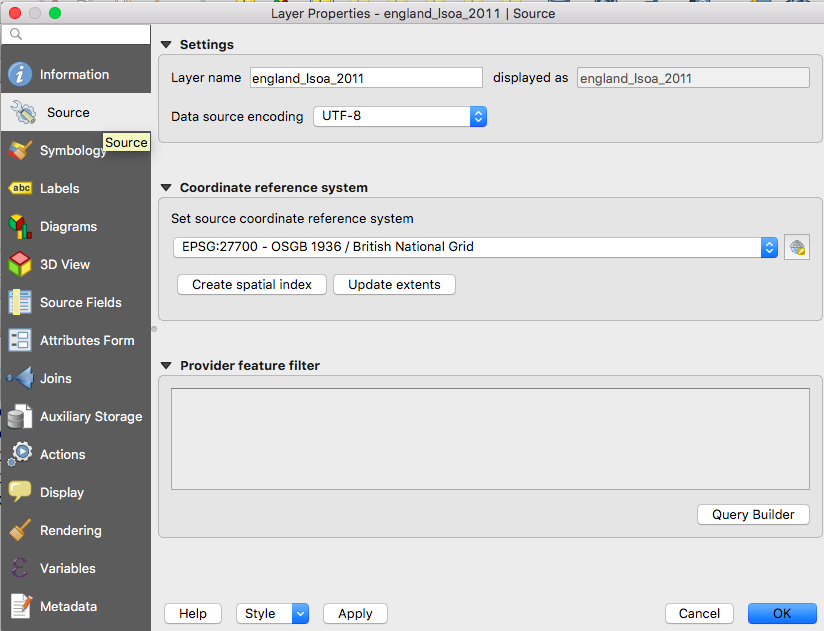 Layer Properties - england_lsoa_2011 | Source
Information
Source
Source
Symbology
Labels
abc
Diagrams
3D View
Source Fields
Attributes Form
Joins
Auxiliary Storage
Actions
Display
Rendering
Variables
Metadata
Settings
Layer name england_lsoa_2011 displayed as england_lsoa_2011
Data source encoding UTF-8
Coordinate reference system
Set source coordinate reference system
EPSG:27700 - OSGB 1936 / British National Grid
Create spatial index Update extents
Provider feature filter
Query Builder
Help Style Apply Cancel OK